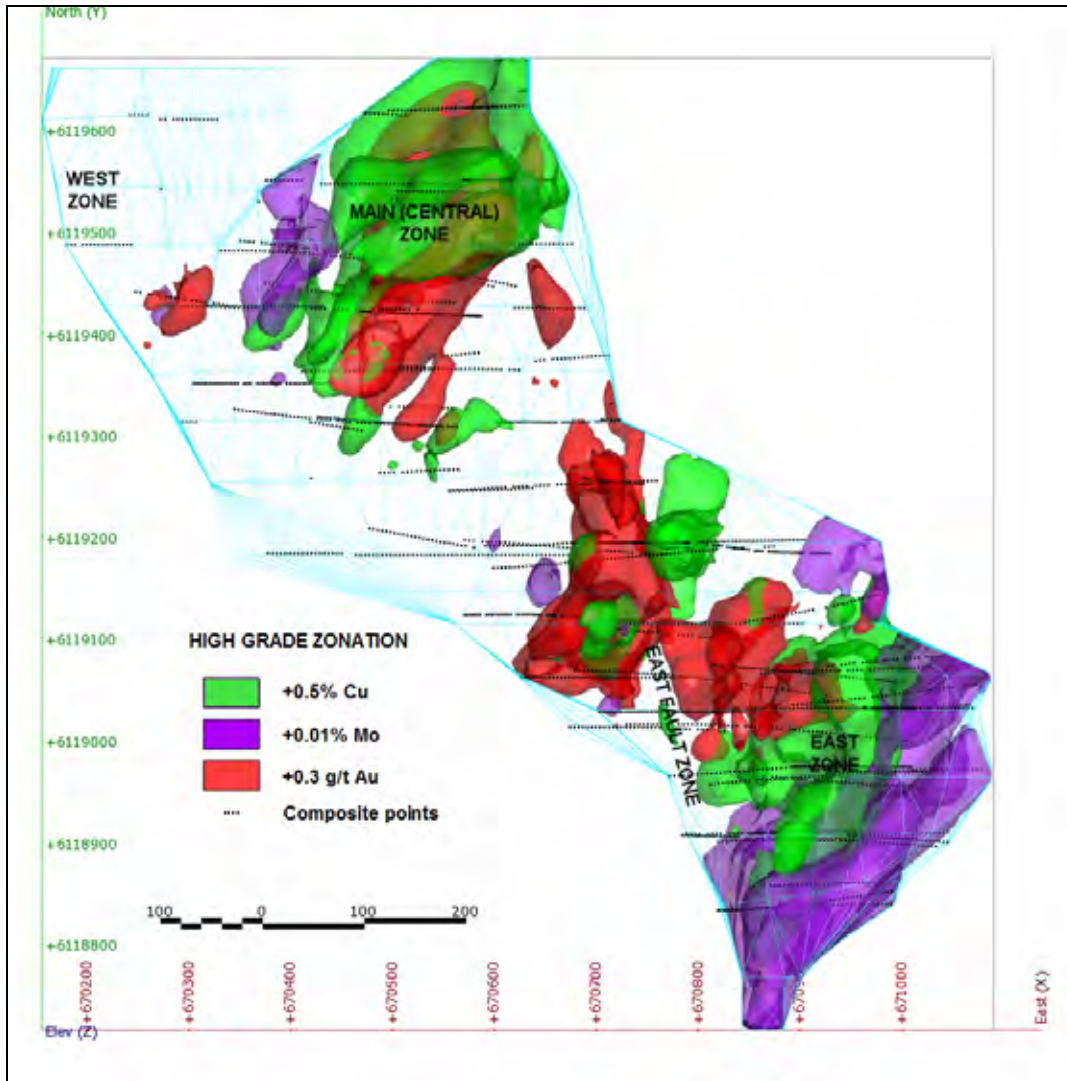 North (Y)
+6119600
WEST
ZONE
MAIN (CENTRAL)
ZONE
+6119500
+6119400
+6119300
+6119200
+6119100
HIGH GRADE ZONATION
+0.5% Cu
+0.01% Mo
+0.3 g/t Au
Composite points
EAST FAULT ZONE
EAST
ZONE
+6119000
+6118900
100 0 100 200
+6118800
+670200
+670300
+670400
+670500
+670600
+670700
+670800
+671000
East (X)
Elev (Z)